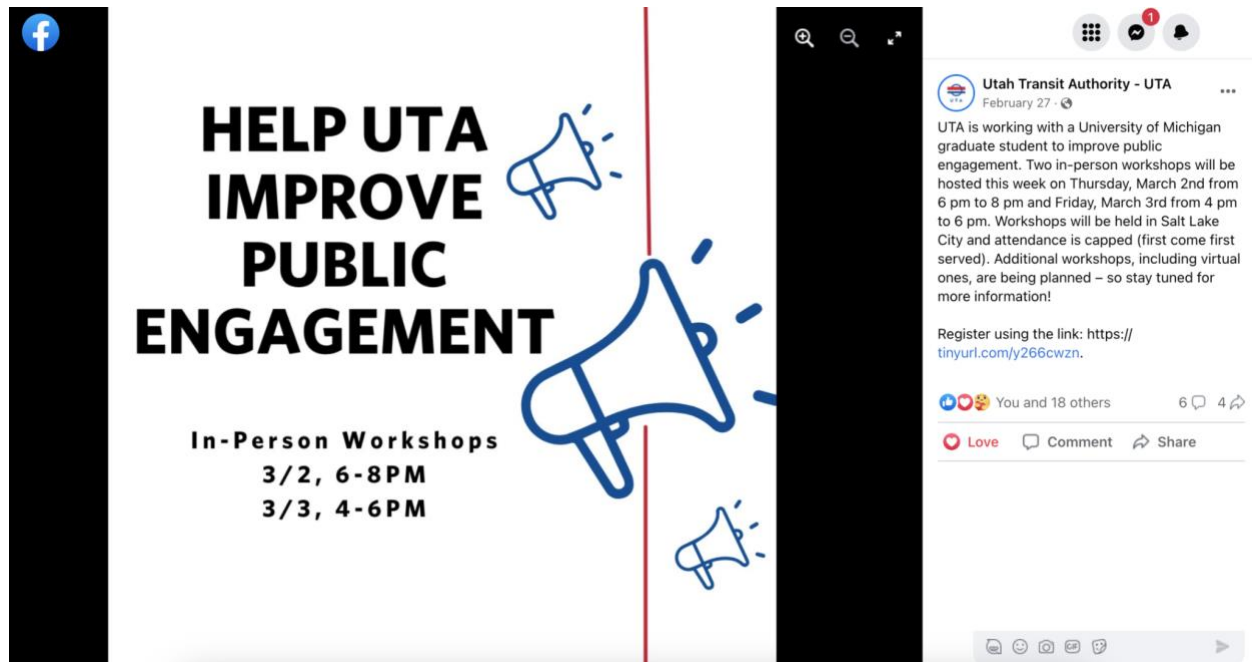 HELP UTA
IMPROVE
PUBLIC
ENGAGEMENT
In-Person Workshops
3/2, 6-8PM
3/3, 4-6PM
1
UTA
Utah Transit Authority - UTA
February 27 ·
UTA is working with a University of Michigan
graduate student to improve public
engagement. Two in-person workshops will be
hosted this week on Thursday, March 2nd from
6 pm to 8 pm and Friday, March 3rd from 4 pm
to 6 pm. Workshops will be held in Salt Lake
City and attendance is capped (first come first
served). Additional workshops, including virtual
ones, are being planned – so stay tuned for
more information!
Register using the link: https://
tinyurl.com/y266cwzn.
You and 18 others 6 4
Love Comment Share
GIF